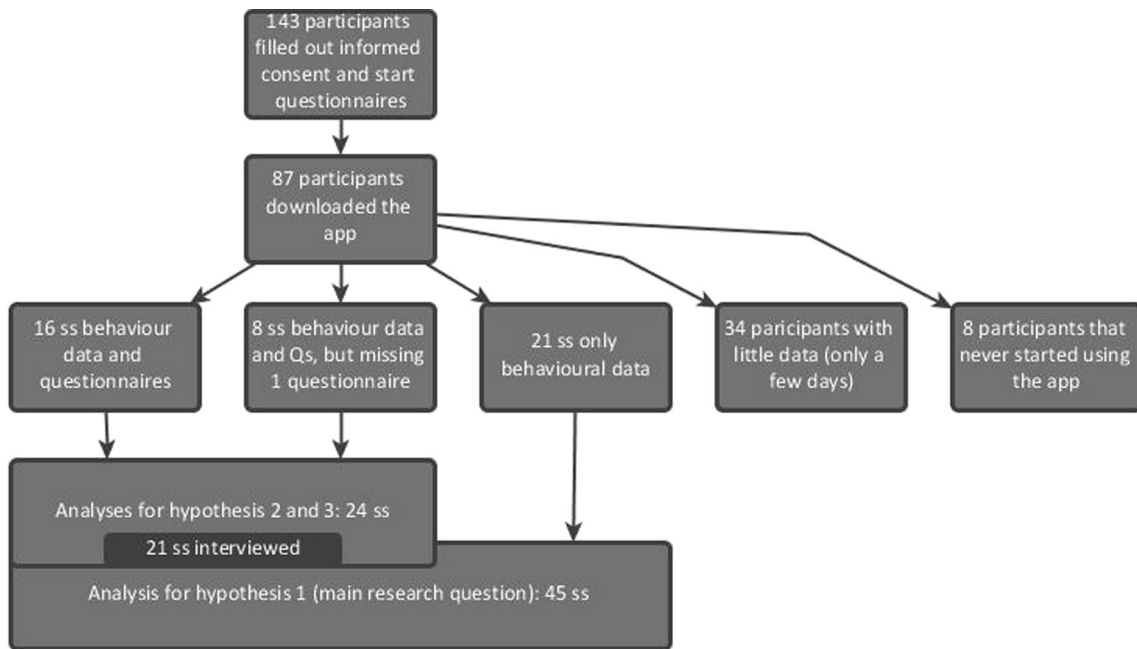 143 participants
filled out informed
consent and start
questionnaires
87 participants
downloaded the
app
16 ss behaviour
data and
questionnaires
8 ss behaviour data
and Qs, but missing
1 questionnaire
21 ss only
behavioural data
34 paricipants with
little data (only a
few days)
8 participants that
never started using
the app
Analyses for hypothesis 2 and 3: 24 ss
21 ss interviewed
Analysis for hypothesis 1 (main research question): 45 ss